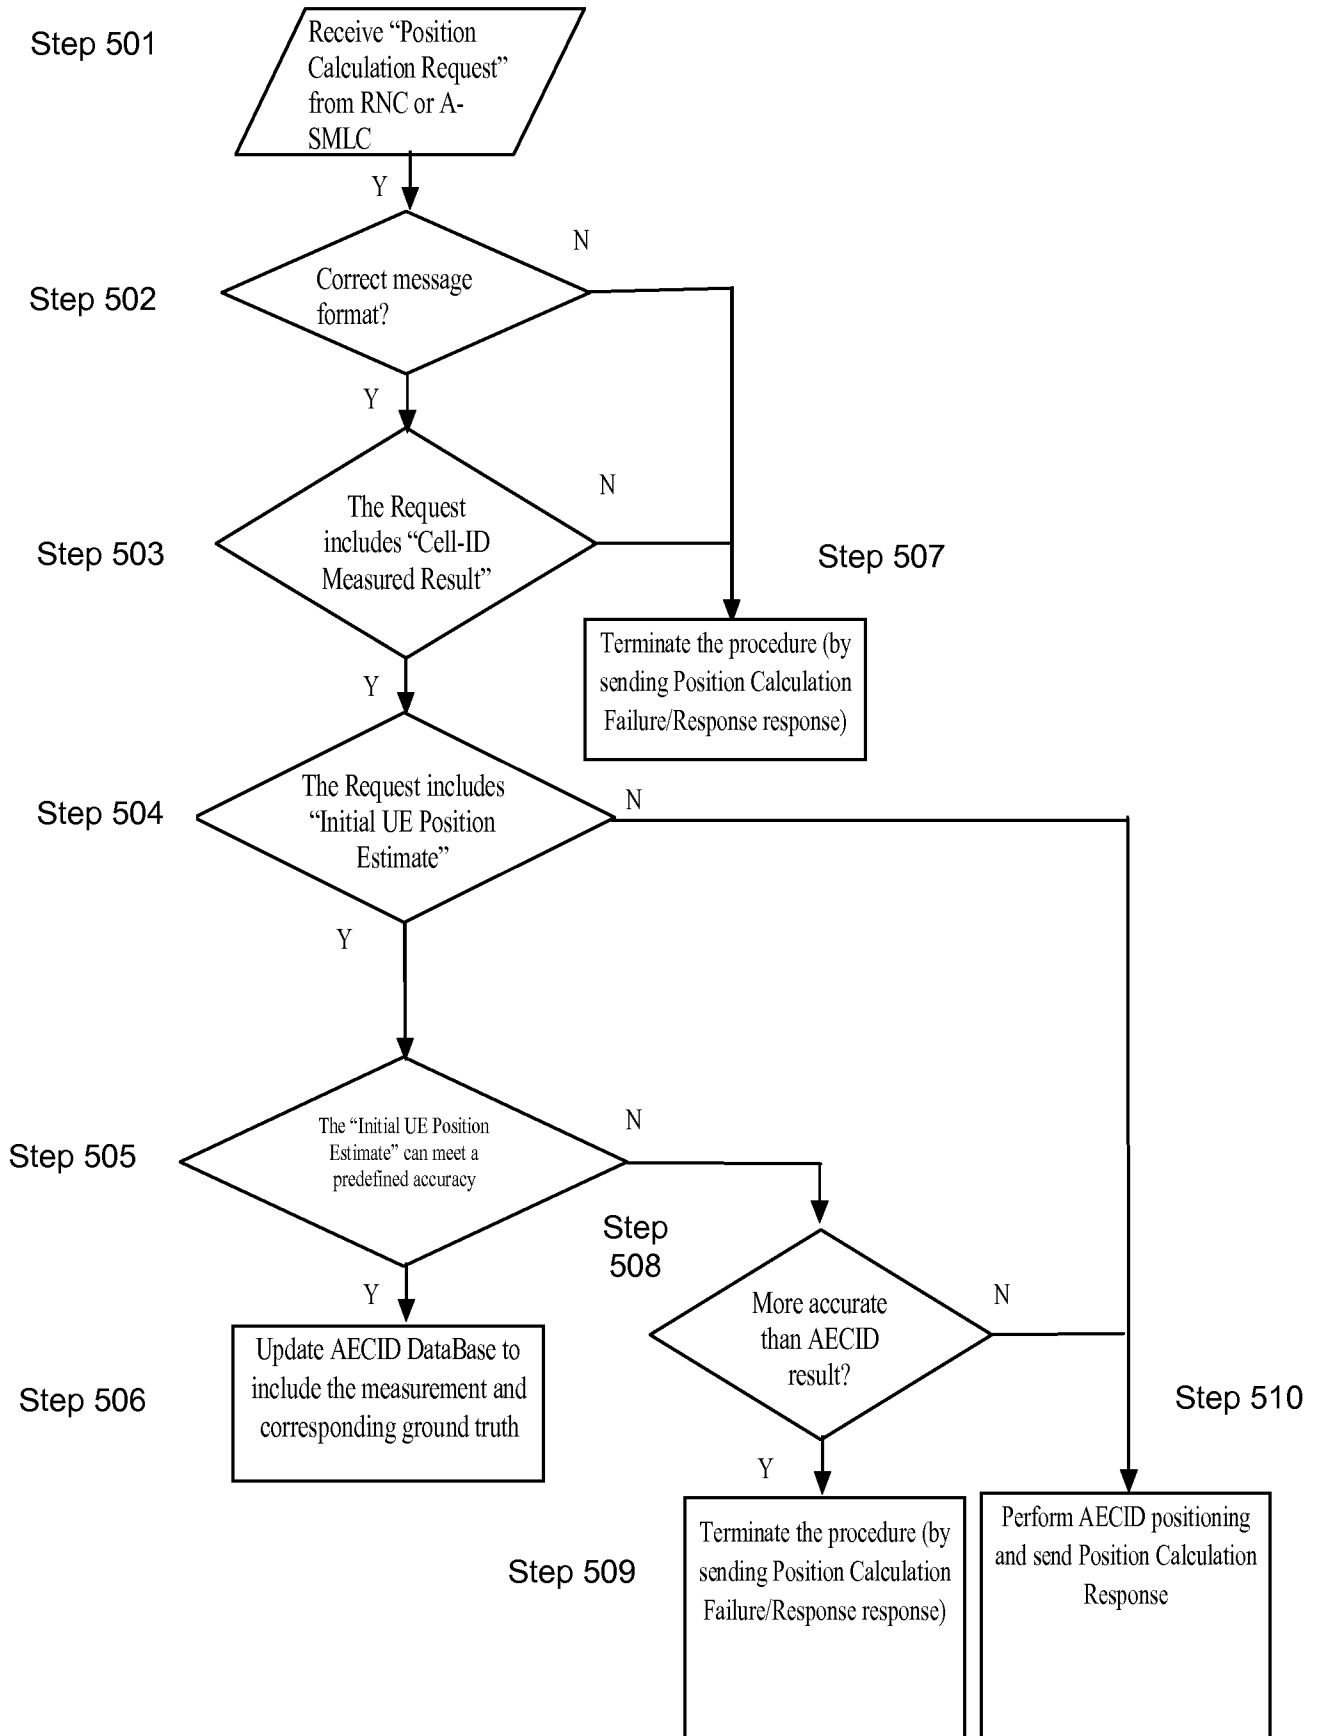 Step 501
Receive “Position
Calculation Request”
from RNC or A-
SMLC
Y
Step 502
Correct message
format?
N
Y
Step 503
The Request
includes “Cell-ID
Measured Result”
N
Step 507
Terminate the procedure (by
sending Position Calculation
Failure/Response response)
Y
Step 504
The Request includes
“Initial UE Position
Estimate”
N
Y
Step 505
The “Initial UE Position
Estimate” can meet a
predefined accuracy
N
Y
Step 506
Update AECID DataBase to
include the measurement and
corresponding ground truth
Step
508
More accurate
than AECID
result?
N
Y
Step 509
Terminate the procedure (by
sending Position Calculation
Failure/Response response)
Step 510
Perform AECID positioning
and send Position Calculation
Response